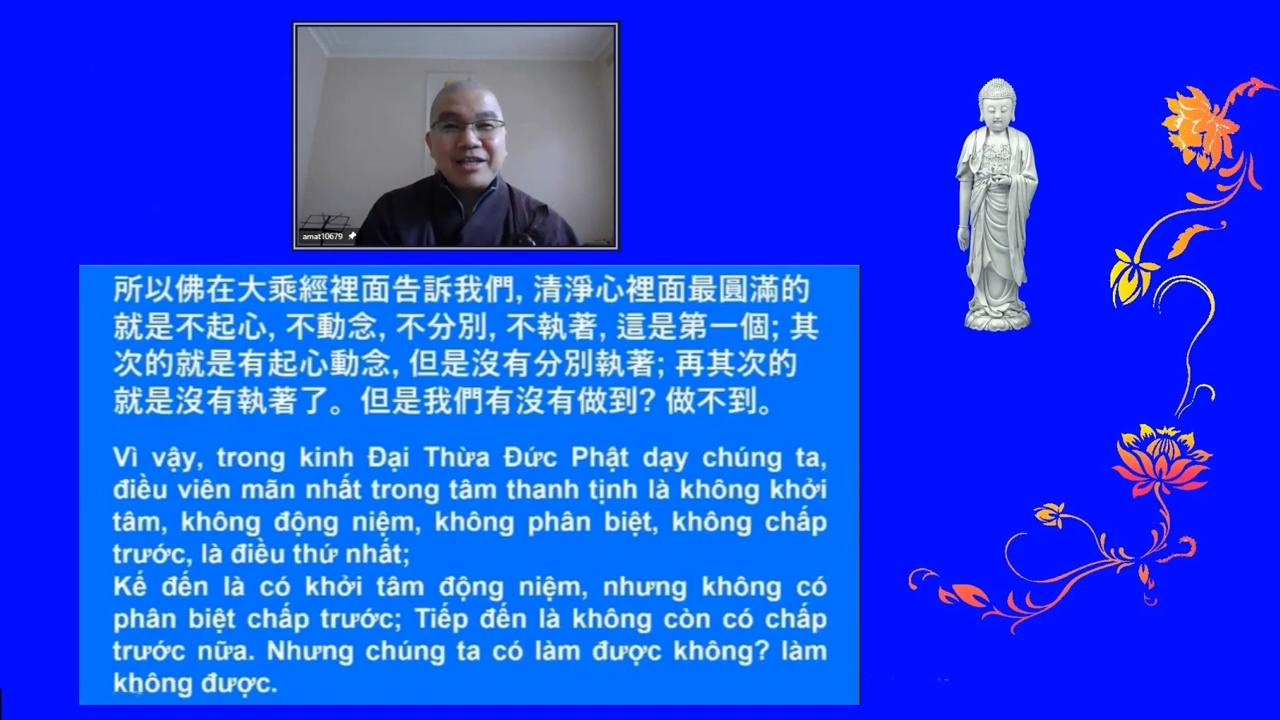 amat10679
所以佛在大乘經裡面告訴我們, 清淨心裡面最圓滿的
就是不起心, 不動念, 不分別, 不執著, 這是第一個; 其
次的就是有起心動念, 但是沒有分別執著; 再其次的
就是沒有執著了。但是我們有沒有做到? 做不到。
Vì vậy, trong kinh Đại Thừa Đức Phật dạy chúng ta,
điều viên mãn nhất trong tâm thanh tịnh là không khởi
tâm, không động niệm, không phân biệt, không chấp
trước, là điều thứ nhất;
Kế đến là có khởi tâm động niệm, nhưng không có
phân biệt chấp trước; Tiếp đến là không còn có chấp
trước nữa. Nhưng chúng ta có làm được không? làm
không được.